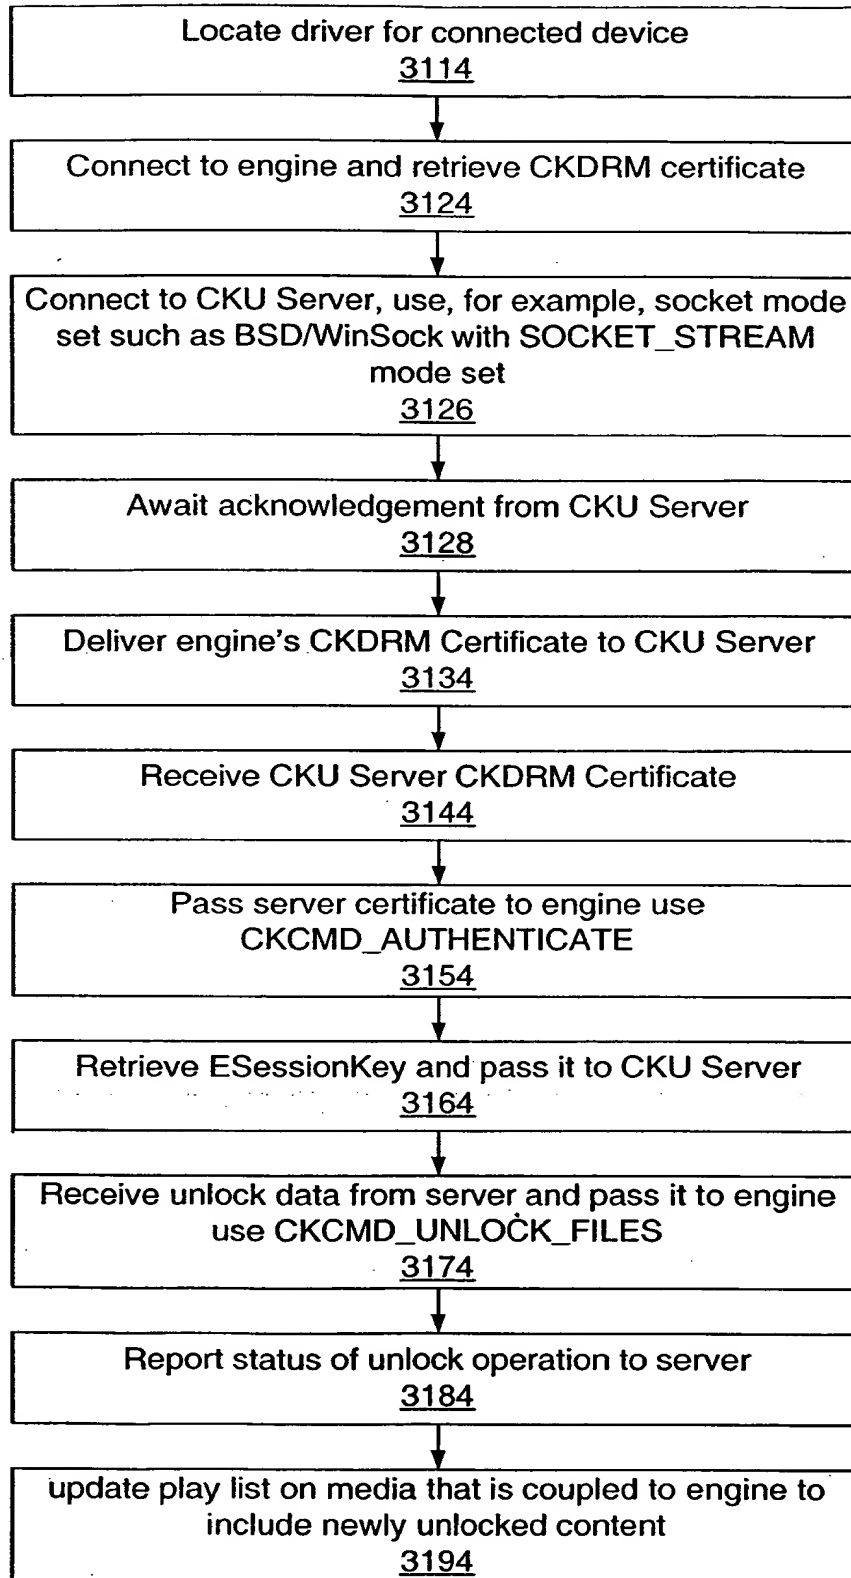 Locate driver for connected device
3114
Connect to engine and retrieve CKDRM certificate
3124
Connect to CKU Server, use, for example, socket mode
set such as BSD/WinSock with SOCKET_STREAM
mode set
3126
Await acknowledgement from CKU Server
3128
Deliver engine's CKDRM Certificate to CKU Server
3134
Receive CKU Server CKDRM Certificate
3144
Pass server certificate to engine use
CKCMD_AUTHENTICATE
3154
Retrieve ESessionKey and pass it to CKU Server
3164
Receive unlock data from server and pass it to engine
use CKCMD_UNLOCK_FILES
3174
Report status of unlock operation to server
3184
update play list on media that is coupled to engine to
include newly unlocked content
3194